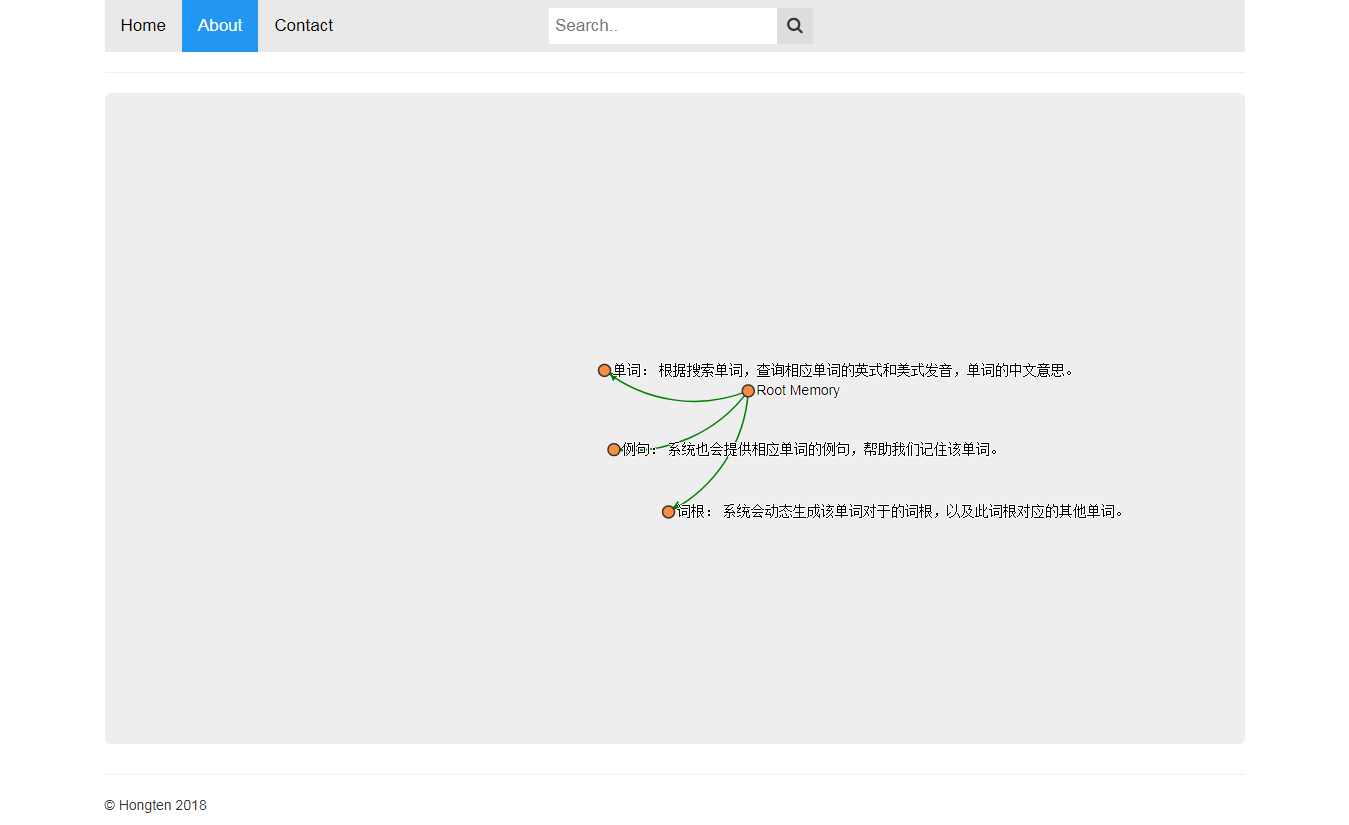 Home About Contact Search..
单词： 根据搜索单词，查询相应单词的英式和美式发音，单词的中文意思。
Root Memory
例句： 系统也会提供相应单词的例句，帮助我们记住该单词。
词根： 系统会动态生成该单词对于的词根，以及此词根对应的其他单词。
© Hongten 2018